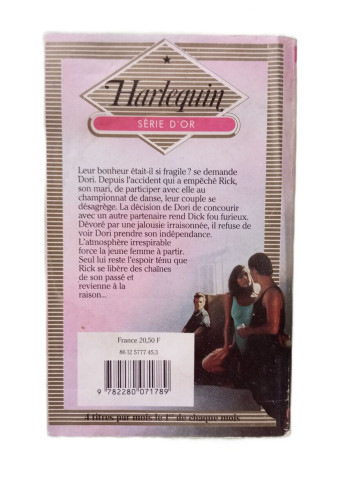 Harlequin
SÉRIE D'OR
Leur bonheur était-il si fragile ? se demande
Dori. Depuis l'accident qui a empêché Rick,
son mari, de participer avec elle au
championnat de danse, leur couple se
désagrège. La décision de Dori de concourir
avec un autre partenaire rend Dick fou furieux.
Dévoré par une jalousie irraisonnée, il refuse de
voir Dori prendre son indépendance.
L'atmosphère irrespirable
force la jeune femme à partir.
Seul lui reste l'espoir ténu que
Rick se libère des chaînes
de son passé et
revienne à la
raison...
France 20,50 F
86 12 5777 45.3
9 782280 071789
4 titres par mois le 1er de chaque mois